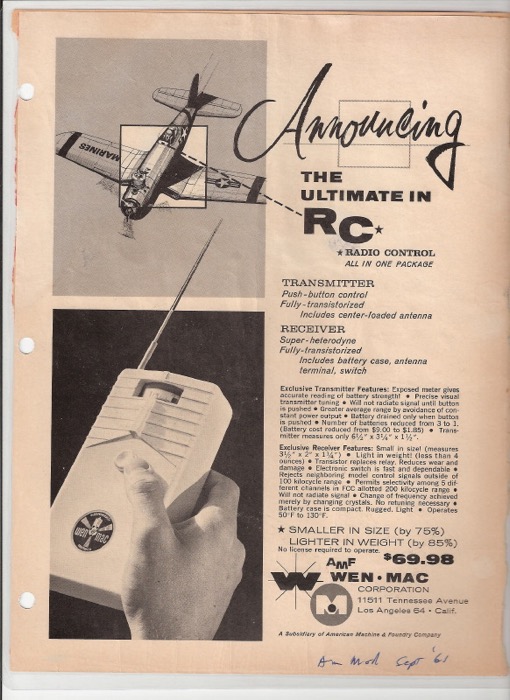 MARINES
Announcing
THE
ULTIMATE IN
RC★
★RADIO CONTROL
ALL IN ONE PACKAGE
TRANSMITTER
Push-button control
Fully-transistorized
Includes center-loaded antenna
RECEIVER
Super-heterodyne
Fully-transistorized
Includes battery case, antenna
terminal, switch
Exclusive Transmitter Features: Exposed meter gives
accurate reading of battery strength! • Precise visual
transmitter tuning • Will not radiate signal until button
is pushed • Greater average range by avoidance of con-
stant power output • Battery drained only when button
is pushed • Number of batteries reduced from 3 to 1.
(Battery cost reduced from $9.00 to $1.85) • Trans-
mitter measures only 6½" x 3¼" x 1½".
Exclusive Receiver Features: Small in size! (measures
3½" x 2" x 1¼") • Light in weight! (less than 4
ounces) • Transistor replaces relay. Reduces wear and
damage • Electronic switch is fast and dependable •
Rejects neighboring model control signals outside of
100 kilocycle range • Permits selectivity among 5 dif-
ferent channels in FCC allotted 200 kilocycle range •
Will not radiate signal • Change of frequency achieved
merely by changing crystals. No retuning necessary •
Battery case is compact. Rugged. Light • Operates
50°F to 130°F.
★ SMALLER IN SIZE (by 75%)
LIGHTER IN WEIGHT (by 85%)
No license required to operate.
$69.98
AMF
WEN-MAC
CORPORATION
11511 Tennessee Avenue
Los Angeles 64 • Calif.
wen mac
W
M
A Subsidiary of American Machine & Foundry Company
Am Mod Sept '61